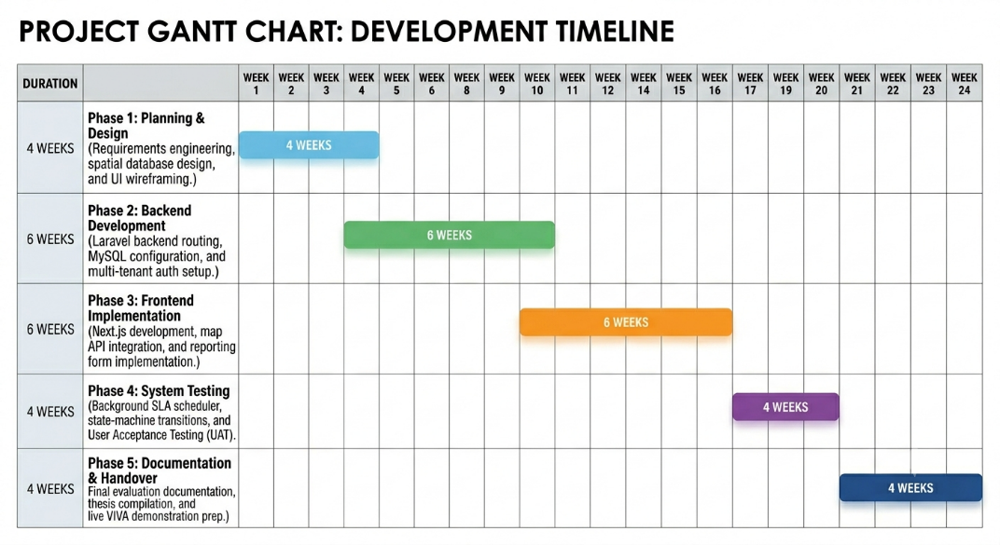 PROJECT GANTT CHART: DEVELOPMENT TIMELINE
DURATION WEEK 1 WEEK 2 WEEK 3 WEEK 4 WEEK 5 WEEK 6 WEEK 8 WEEK 9 WEEK 10 WEEK 11 WEEK 12 WEEK 14 WEEK 15 WEEK 16 WEEK 17 WEEK 19 WEEK 20 WEEK 21 WEEK 22 WEEK 23 WEEK 24
4 WEEKS
Phase 1: Planning &
Design
(Requirements engineering,
spatial database design,
and UI wireframing.)
4 WEEKS
6 WEEKS
Phase 2: Backend
Development
(Laravel backend routing,
MySQL configuration, and
multi-tenant auth setup.)
6 WEEKS
6 WEEKS
Phase 3: Frontend
Implementation
(Next.js development, map
API integration, and reporting
form implementation.)
6 WEEKS
4 WEEKS
Phase 4: System Testing
(Background SLA scheduler,
state-machine transitions, and
User Acceptance Testing (UAT).
4 WEEKS
4 WEEKS
Phase 5: Documentation
& Handover
Final evaluation documentation,
thesis compilation, and
live VIVA demonstration prep.)
4 WEEKS